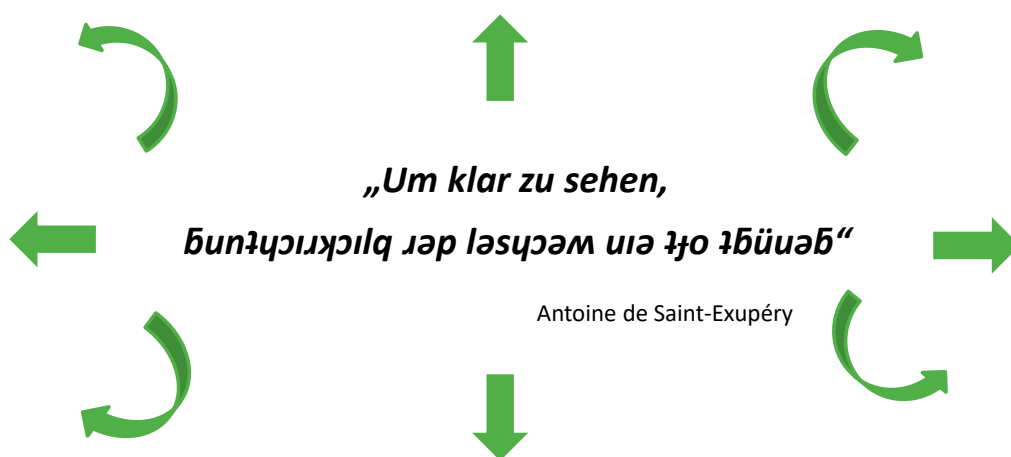 „Um klar zu sehen,
genügt oft ein wechsel der blickrichtung“
Antoine de Saint-Exupéry